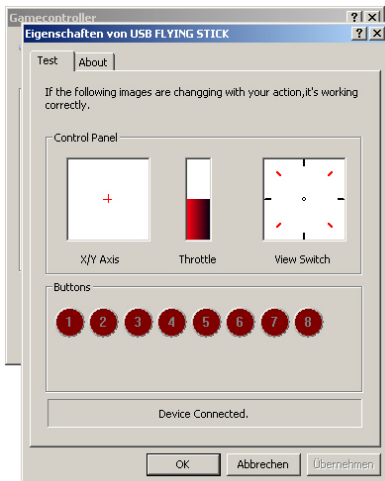 Gamecontroller
Eigenschaften von USB FLYING STICK
Test About
If the following images are changging with your action,it's working
correctly.
Control Panel
X/Y Axis Throttle View Switch
Buttons
1 2 3 4 5 6 7 8
Device Connected.
OK Abbrechen Übernehmen